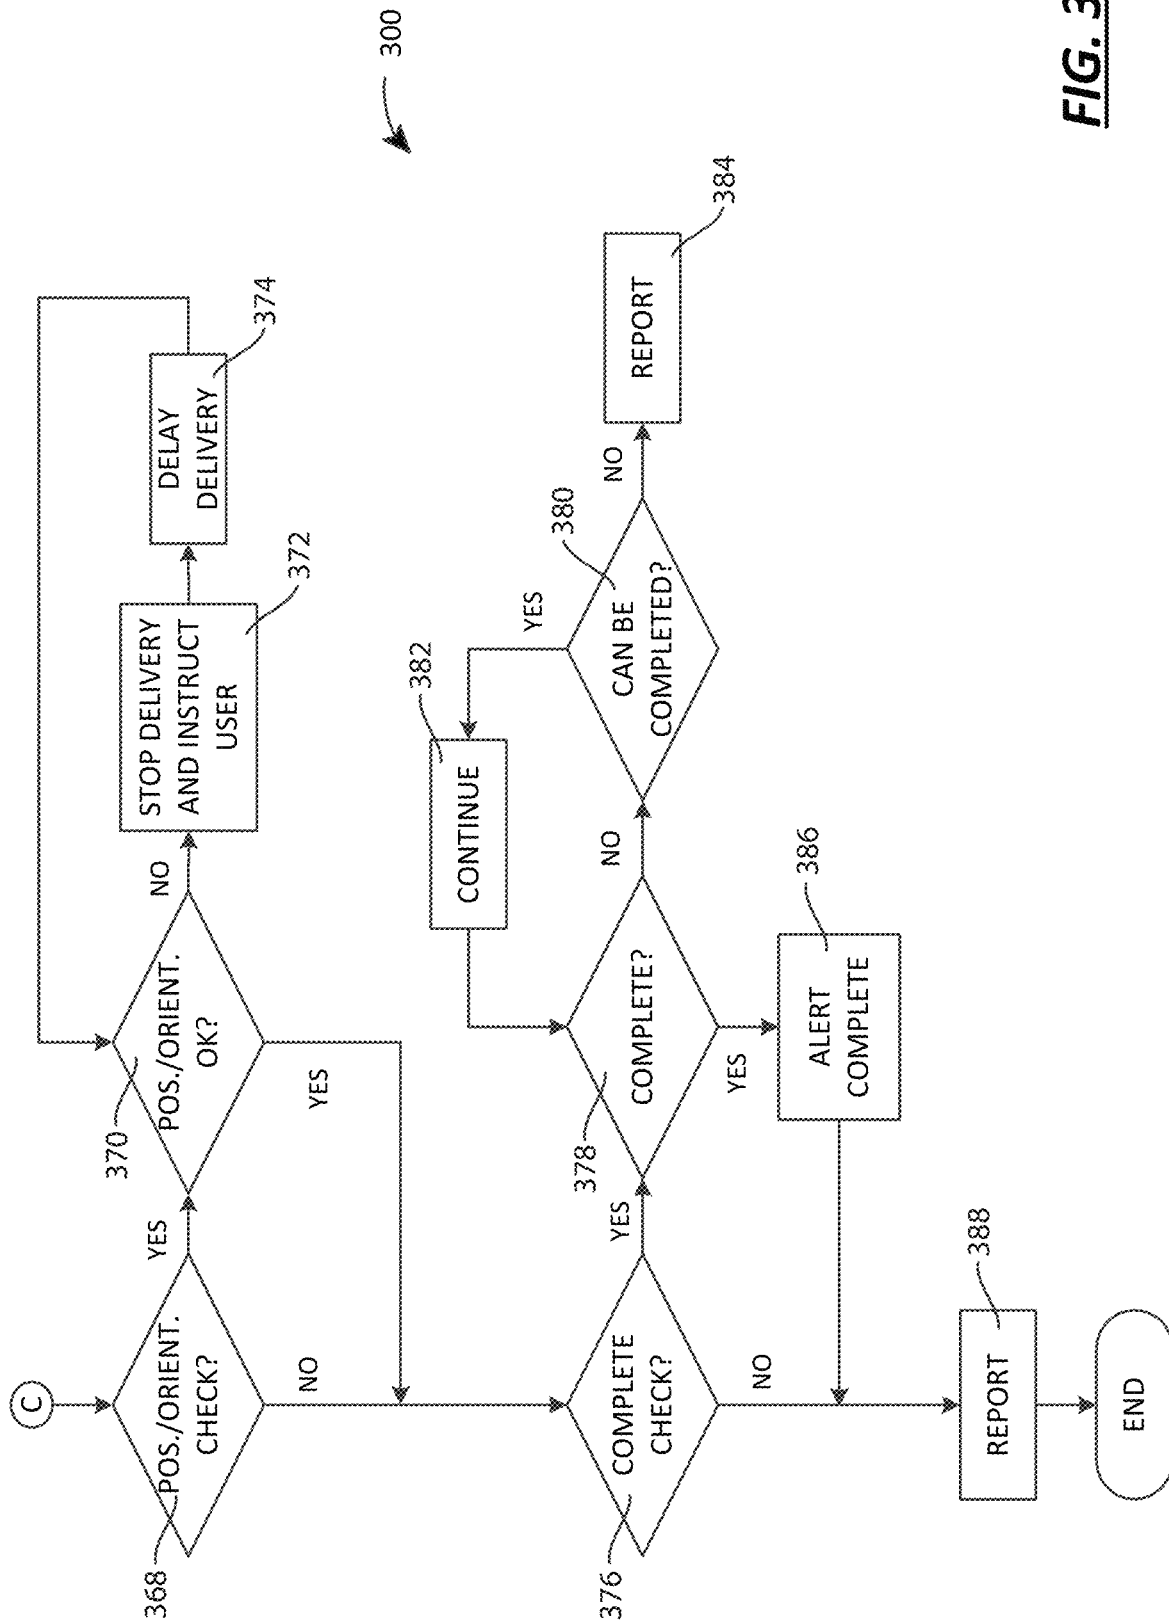 C
368
POS./ORIENT.
CHECK?
YES
NO
370
POS./ORIENT.
OK?
NO
YES
STOP DELIVERY
AND INSTRUCT
USER
372
DELAY
DELIVERY
374
300
376
COMPLETE
CHECK?
YES
NO
378
COMPLETE?
NO
YES
CONTINUE
382
CAN BE
COMPLETED?
380
YES
NO
REPORT
384
ALERT
COMPLETE
386
REPORT
388
END
FIG. 3